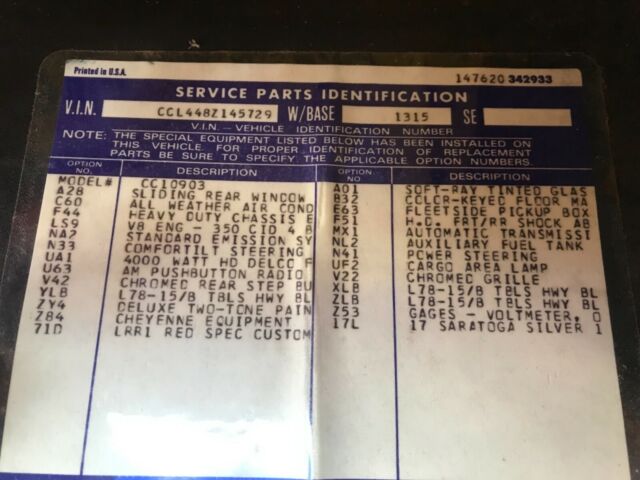 Printed in U.S.A.
147620 342933
SERVICE PARTS IDENTIFICATION
V.I.N. CCL448Z145729 W/BASE 1315 SE
V.I.N. – VEHICLE IDENTIFICATION NUMBER
NOTE: THE SPECIAL EQUIPMENT LISTED BELOW HAS BEEN INSTALLED ON
THIS VEHICLE. FOR PROPER IDENTIFICATION OF REPLACEMENT
PARTS BE SURE TO SPECIFY THE APPLICABLE OPTION NUMBERS.
OPTION NO. DESCRIPTION
MODEL# CC10903
A28 SLIDING REAR WINDOW
C60 ALL WEATHER AIR COND
F44 HEAVY DUTY CHASSIS E
LS9 V8 ENG - 350 CID 4 B
NA2 STANDARD EMISSION SY
N33 COMFORTILT STEERING
UA1 4000 WATT HD DELCO F
U63 AM PUSHBUTTON RADIO
V42 CHROMED REAR STEP BU
YL8 L78-15/B TBLS HWY BL
ZY4 DELUXE TWO-TONE PAIN
Z84 CHEYENNE EQUIPMENT
71D LRR1 RED SPEC CUSTOM
OPTION NO. DESCRIPTION
A01 SOFT-RAY TINTED GLAS
B32 COLOR-KEYED FLOOR MA
E63 FLEETSIDE PICKUP BOX
F51 H.D. FRT/RR SHOCK AB
MX1 AUTOMATIC TRANSMISSI
NL2 AUXILIARY FUEL TANK
N41 POWER STEERING
UF2 CARGO AREA LAMP
V22 CHROMED GRILLE
XL8 L78-15/B TBLS HWY BL
ZL8 L78-15/B TBLS HWY BL
Z53 GAGES - VOLTMETER, O
17L 17 SARATOGA SILVER 1